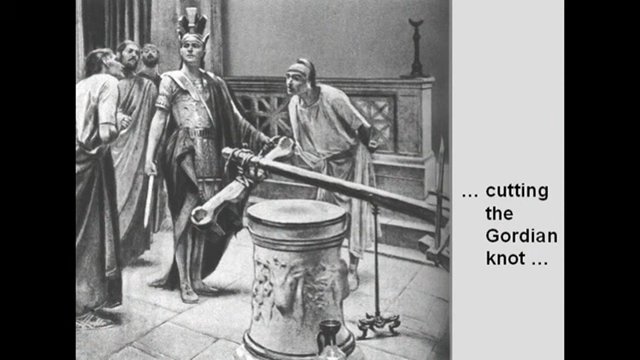 … cutting
the
Gordian
knot …